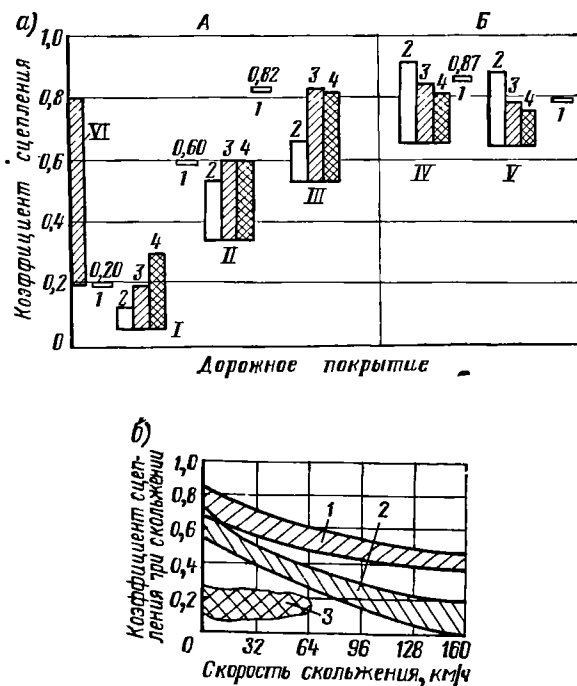 а)
А
Б
Коэффициент сцепления
1,0
0,8
0,6
0,4
0,2
0
VI
0,20
1
2
3
4
I
0,60
1
2
3
4
II
0,82
1
2
3
4
III
2
3
4
IV
0,87
1
2
3
4
V
1
Дорожное покрытие
б)
Коэффициент сцеп-
ления при скольжении
1,0
0,8
0,6
0,4
0,2
0
1
2
3
32
64
96
128
160
Скорость скольжения, км/ч